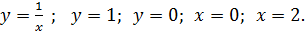 y = 1/x ; y = 1; y = 0; x = 0; x = 2.